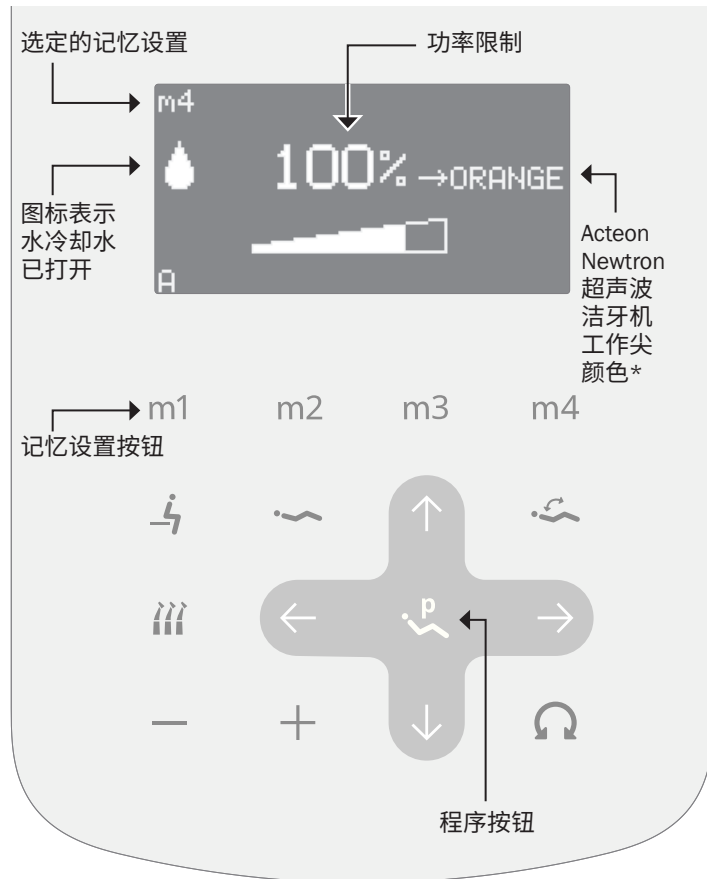 选定的记忆设置
功率限制
m4
100% →ORANGE
图标表示
水冷却水
已打开
A
Acteon
Newtron
超声波
洁牙机
工作尖
颜色*
m1 m2 m3 m4
记忆设置按钮
p
程序按钮